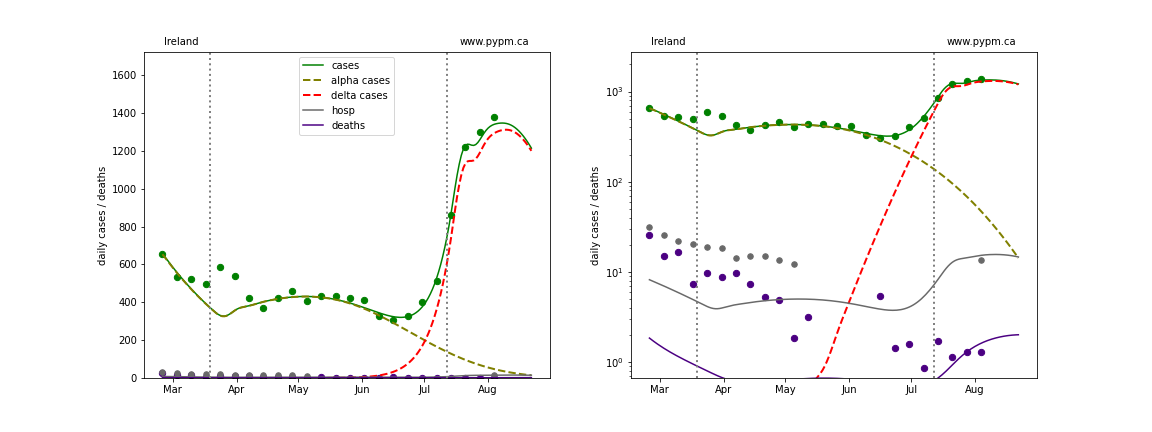 Ireland www.pypm.ca
daily cases / deaths
1600
1400
1200
1000
800
600
400
200
0
Mar Apr May Jun Jul Aug
cases
alpha cases
delta cases
hosp
deaths
Ireland www.pypm.ca
daily cases / deaths
10³
10²
10¹
10⁰
Mar Apr May Jun Jul Aug